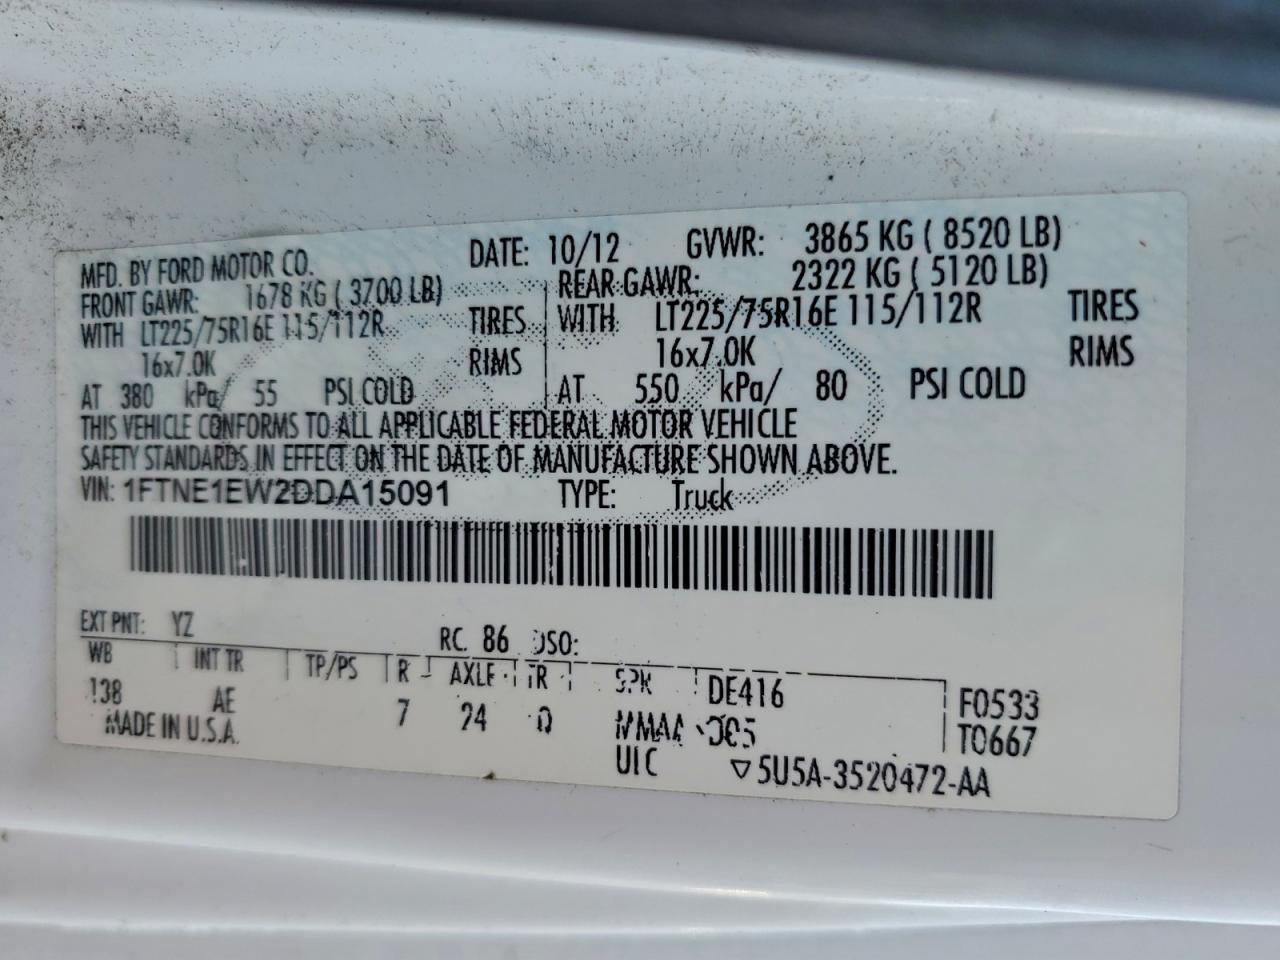 MFD. BY FORD MOTOR CO. DATE: 10/12 GVWR: 3865 KG ( 8520 LB)
FRONT GAWR: 1678 KG ( 3700 LB) REAR GAWR: 2322 KG ( 5120 LB)
WITH LT225/75R16E 115/112R TIRES WITH LT225/75R16E 115/112R TIRES
16x7.0K RIMS 16x7.0K RIMS
AT 380 kPa/ 55 PSI COLD AT 550 kPa/ 80 PSI COLD
THIS VEHICLE CONFORMS TO ALL APPLICABLE FEDERAL MOTOR VEHICLE
SAFETY STANDARDS IN EFFECT ON THE DATE OF MANUFACTURE SHOWN ABOVE.
VIN: 1FTNE1EW2DDA15091 TYPE: Truck
EXT PNT: YZ RC: 86 DSO:
WB INT TR TP/PS R AXLE TR SPR DE416 F0533
138 AE 7 24 T0667
MADE IN U.S.A.
▽5U5A-3520472-AA